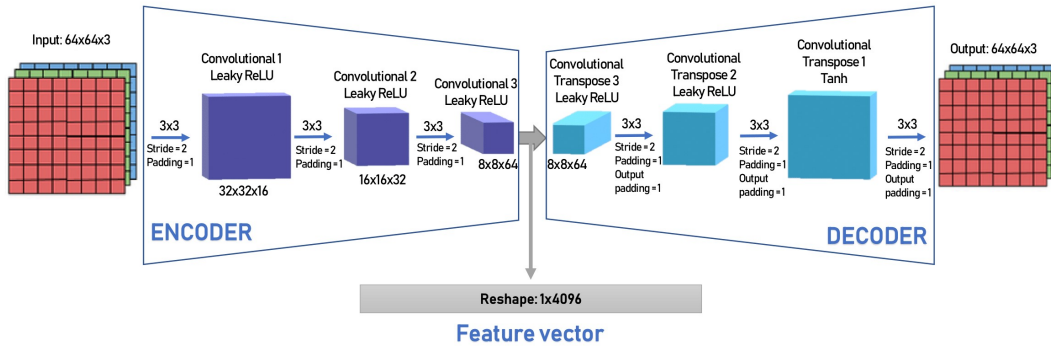 Input: 64x64x3
3x3
Stride = 2
Padding =1
Convolutional 1
Leaky ReLU
32x32x16
3x3
Stride = 2
Padding =1
Convolutional 2
Leaky ReLU
16x16x32
3x3
Stride = 2
Padding =1
Convolutional 3
Leaky ReLU
8x8x64
ENCODER
Convolutional
Transpose 3
Leaky ReLU
8x8x64
3x3
Stride = 2
Padding =1
Output
padding =1
Convolutional
Transpose 2
Leaky ReLU
3x3
Stride = 2
Padding =1
Output
padding =1
Convolutional
Transpose 1
Tanh
3x3
Stride = 2
Padding =1
Output
padding =1
DECODER
Output: 64x64x3
Reshape: 1x4096
Feature vector